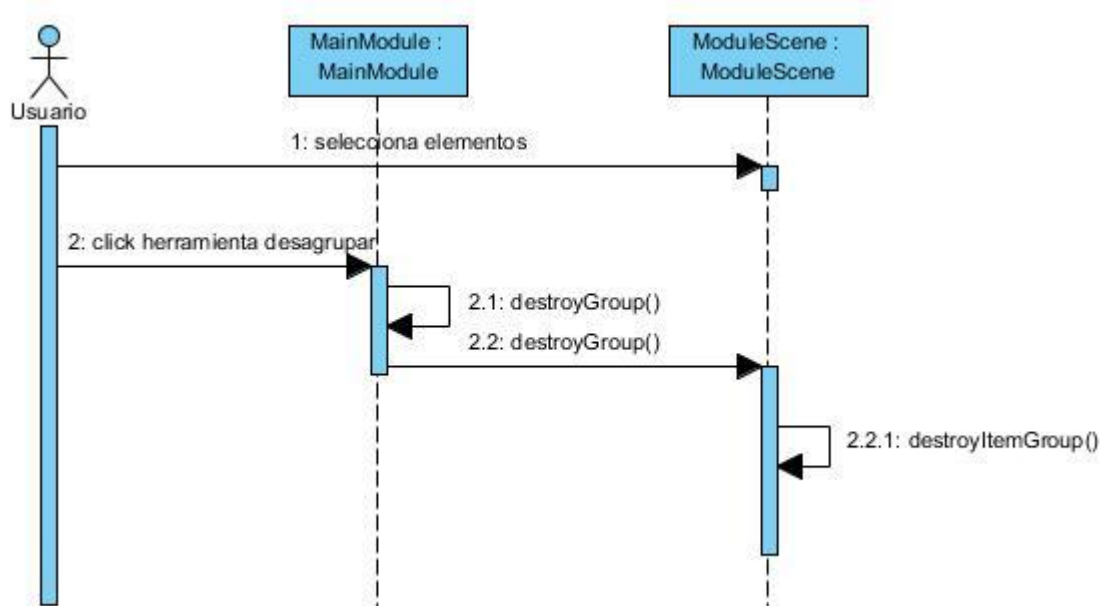 MainModule :
MainModule
ModuleScene :
ModuleScene
Usuario
1: selecciona elementos
2: click herramienta desagrupar
2.1: destroyGroup()
2.2: destroyGroup()
2.2.1: destroyItemGroup()